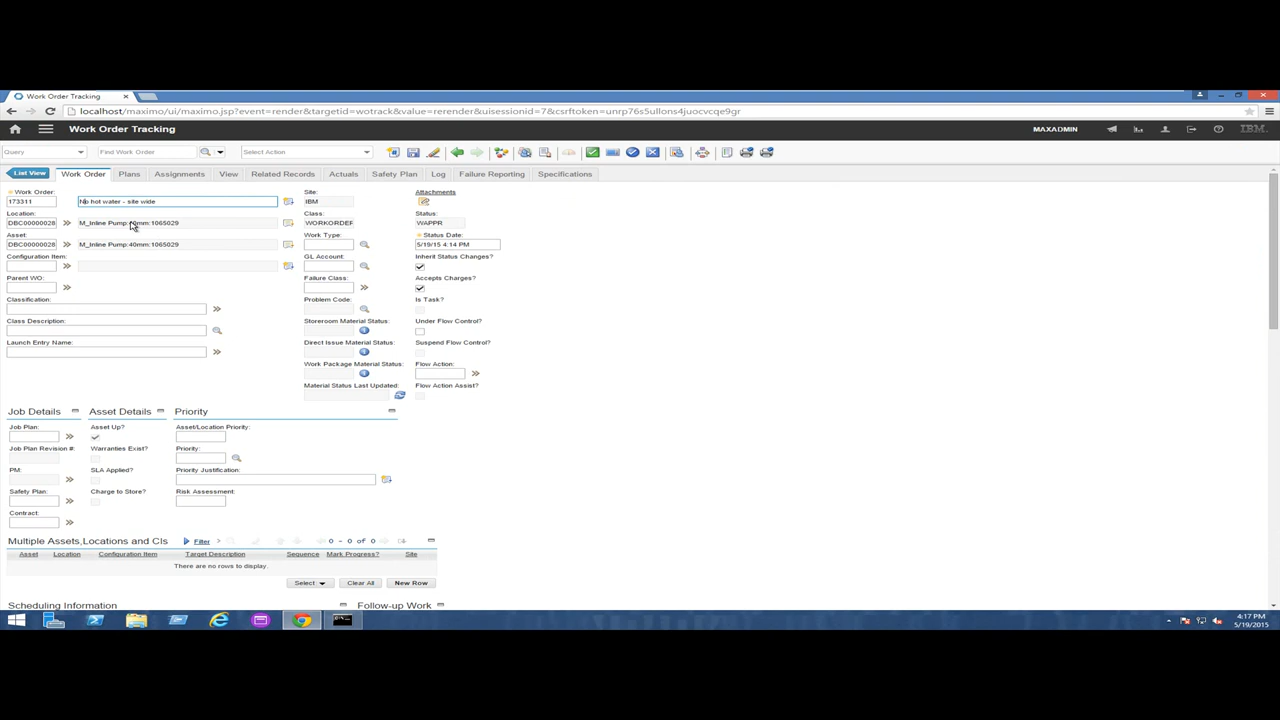 Work Order Tracking
localhost/maximo/ui/maximo.jsp?event=render&targetid=wotrack&value=rerender&uisessionid=7&csrftoken=unrp76s5ullons4juocvcqe9gr
Work Order Tracking MAXADMIN IBM
Query Find Work Order Select Action
List View Work Order Plans Assignments View Related Records Actuals Safety Plan Log Failure Reporting Specifications
Work Order: Site: Attachments
173311 No hot water - site wide IBM
Location: Class: Status:
DBC00000028 M_Inline Pump:40mm:1065029 WORKORDER WAPPR
Asset: Work Type: Status Date:
DBC00000028 M_Inline Pump:40mm:1065029 5/19/15 4:14 PM
Configuration Item: GL Account: Inherit Status Changes?
Parent WO: Failure Class: Accepts Charges?
Classification: Problem Code: Is Task?
Class Description: Storeroom Material Status: Under Flow Control?
Launch Entry Name: Direct Issue Material Status: Suspend Flow Control?
Work Package Material Status: Flow Action:
Material Status Last Updated: Flow Action Assist?
Job Details Asset Details Priority
Job Plan: Asset Up? Asset/Location Priority:
Job Plan Revision #: Warranties Exist? Priority:
PM: SLA Applied? Priority Justification:
Safety Plan: Charge to Store? Risk Assessment:
Contract:
Multiple Assets,Locations and CIs Filter 0 - 0 of 0
Asset Location Configuration Item Target Description Sequence Mark Progress? Site
There are no rows to display.
Select Clear All New Row
Scheduling Information Follow-up Work
4:17 PM
5/19/2015